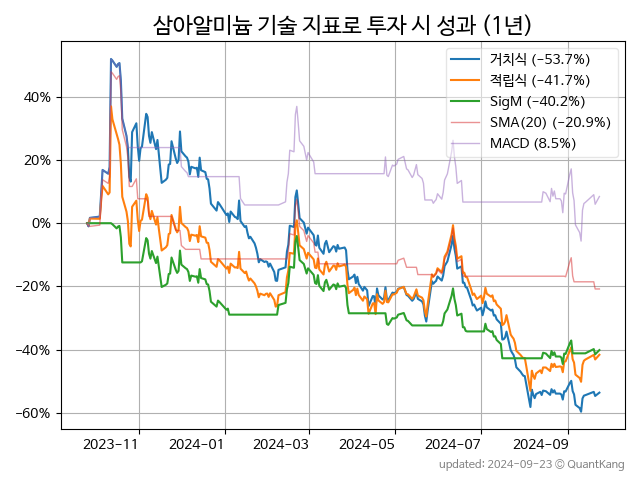 삼아알미늄 기술 지표로 투자 시 성과 (1년)
거치식 (−53.7%)
적립식 (−41.7%)
SigM (−40.2%)
SMA(20) (−20.9%)
MACD (8.5%)
40%
20%
0%
−20%
−40%
−60%
2023−11
2024−01
2024−03
2024−05
2024−07
2024−09
updated: 2024−09−23 © QuantKang